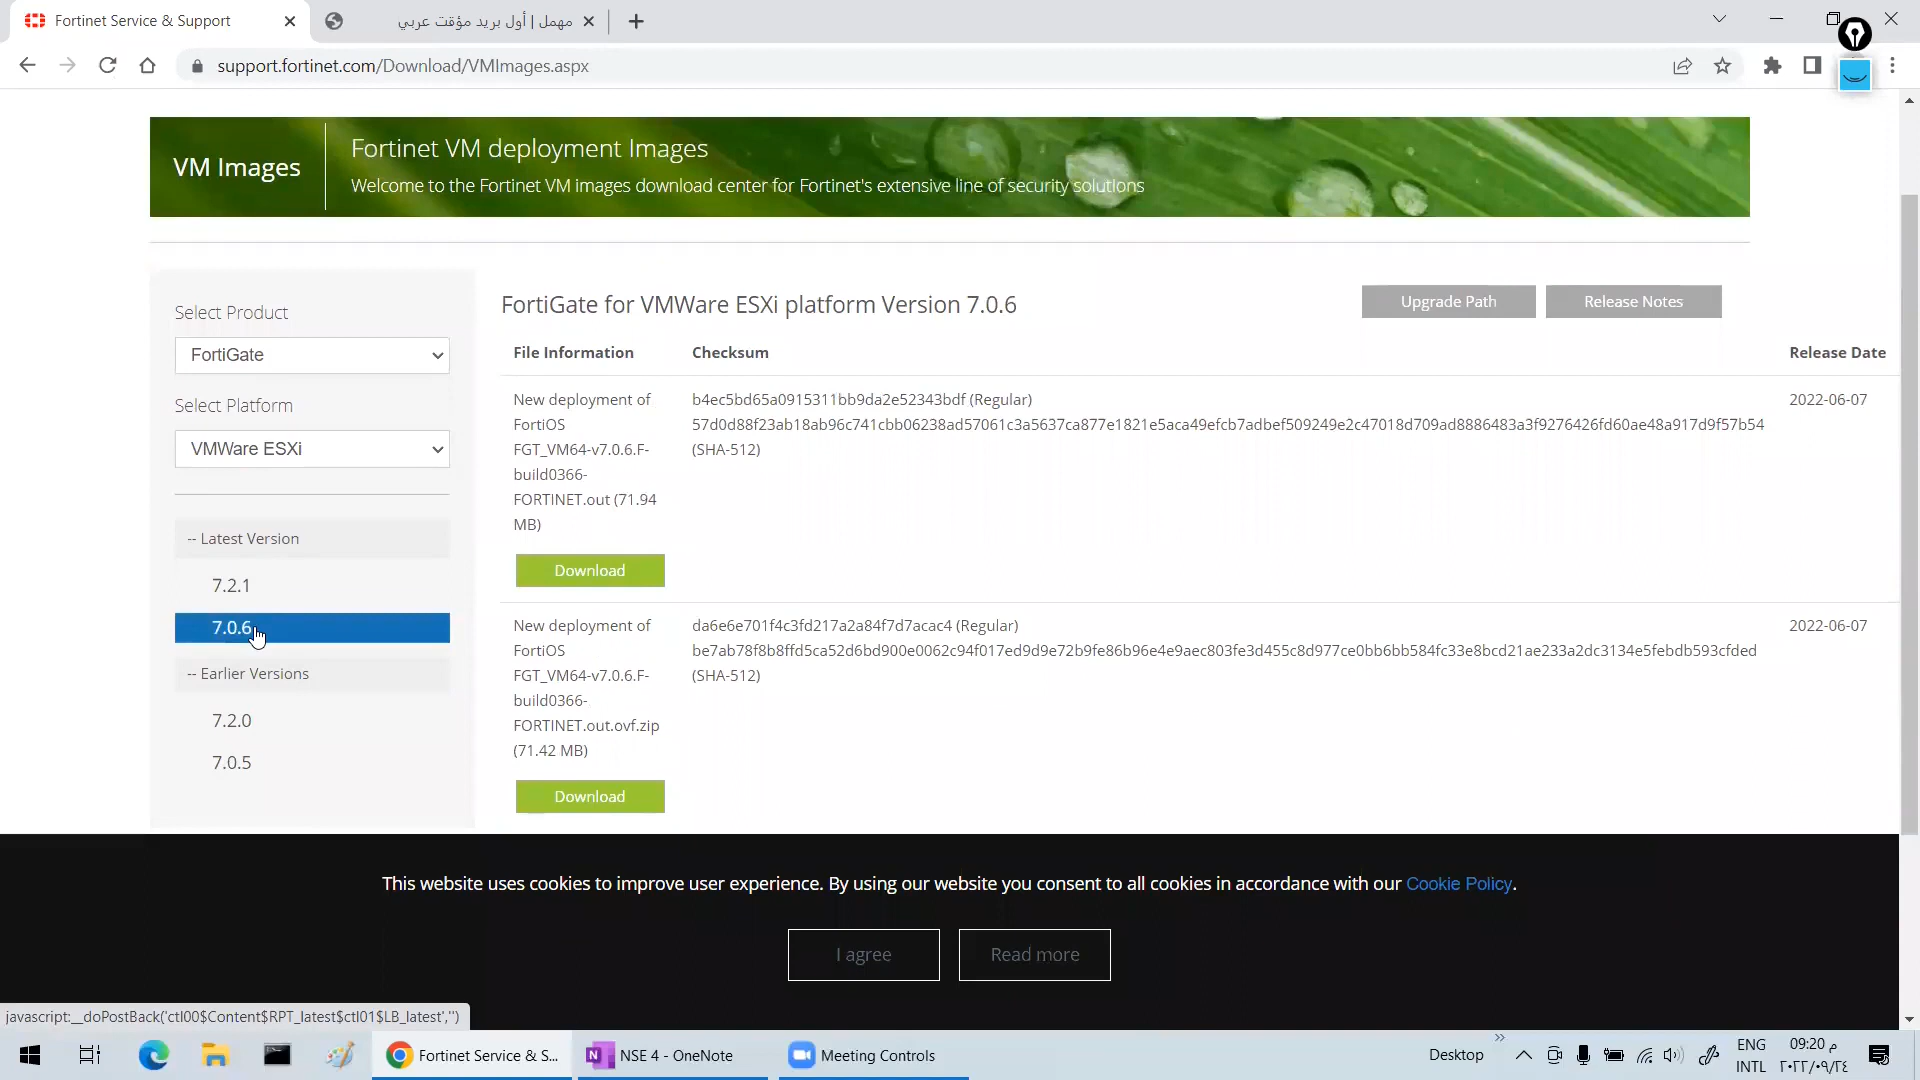 Fortinet Service & Support
مهمل | أول بريد مؤقت عربي
support.fortinet.com/Download/VMImages.aspx
VM Images
Fortinet VM deployment Images
Welcome to the Fortinet VM images download center for Fortinet's extensive line of security solutions
Select Product
FortiGate
Select Platform
VMWare ESXi
-- Latest Version
7.2.1
7.0.6
-- Earlier Versions
7.2.0
7.0.5
FortiGate for VMWare ESXi platform Version 7.0.6
Upgrade Path
Release Notes
File Information
Checksum
Release Date
New deployment of
FortiOS
FGT_VM64-v7.0.6.F-
build0366-
FORTINET.out (71.94
MB)
b4ec5bd65a0915311bb9da2e52343bdf (Regular)
57d0d88f23ab18ab96c741cbb06238ad57061c3a5637ca877e1821e5aca49efcb7adbef509249e2c47018d709ad8886483a3f9276426fd60ae48a917d9f57b54
(SHA-512)
2022-06-07
Download
New deployment of
FortiOS
FGT_VM64-v7.0.6.F-
build0366-
FORTINET.out.ovf.zip
(71.42 MB)
da6e6e701f4c3fd217a2a84f7d7acac4 (Regular)
be7ab78f8b8ffd5ca52d6bd900e0062c94f017ed9d9e72b9fe86b96e4e9aec803fe3d455c8d977ce0bb6bb584fc33e8bcd21ae233a2dc3134e5febdb593cfded
(SHA-512)
2022-06-07
Download
This website uses cookies to improve user experience. By using our website you consent to all cookies in accordance with our Cookie Policy.
I agree
Read more
javascript:__doPostBack('ctl00$Content$RPT_latest$ctl01$LB_latest','')
Fortinet Service & S...
NSE 4 - OneNote
Meeting Controls
Desktop
ENG
INTL
09:20 م
٢٠٢٢/٠٩/٢٤